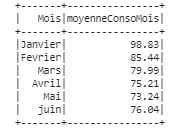 +-------+----------------+
|   Mois|moyenneConsoMois|
+-------+----------------+
|Janvier|           98.83|
|Fevrier|           85.44|
|   Mars|           79.99|
|  Avril|           75.21|
|    Mai|           73.24|
|   juin|           76.04|
+-------+----------------+